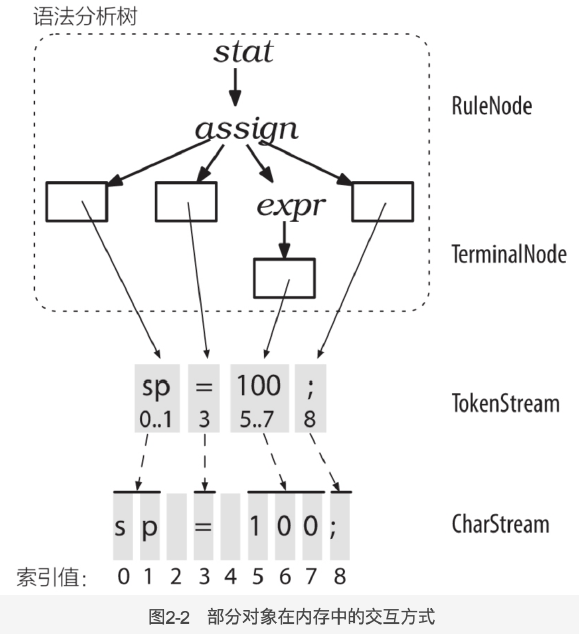 语法分析树
stat
RuleNode
assign
expr
TerminalNode
sp = 100 ;
0..1 3 5..7 8
TokenStream
s p = 1 0 0 ;
CharStream
索引值: 0 1 2 3 4 5 6 7 8
图2-2 部分对象在内存中的交互方式